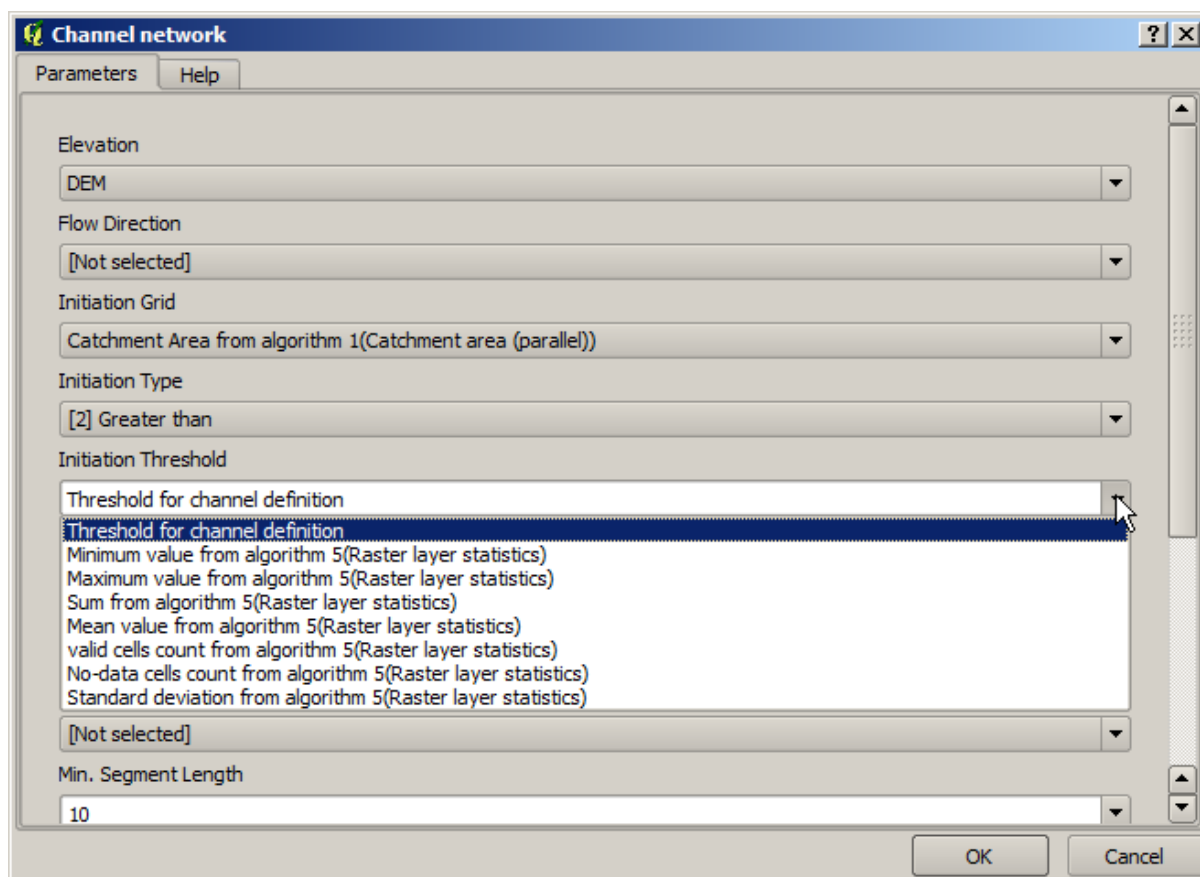 Channel network
Parameters
Help
Elevation
DEM
Flow Direction
[Not selected]
Initiation Grid
Catchment Area from algorithm 1(Catchment area (parallel))
Initiation Type
[2] Greater than
Initiation Threshold
Threshold for channel definition
Threshold for channel definition
Minimum value from algorithm 5(Raster layer statistics)
Maximum value from algorithm 5(Raster layer statistics)
Sum from algorithm 5(Raster layer statistics)
Mean value from algorithm 5(Raster layer statistics)
valid cells count from algorithm 5(Raster layer statistics)
No-data cells count from algorithm 5(Raster layer statistics)
Standard deviation from algorithm 5(Raster layer statistics)
[Not selected]
Min. Segment Length
10
OK
Cancel